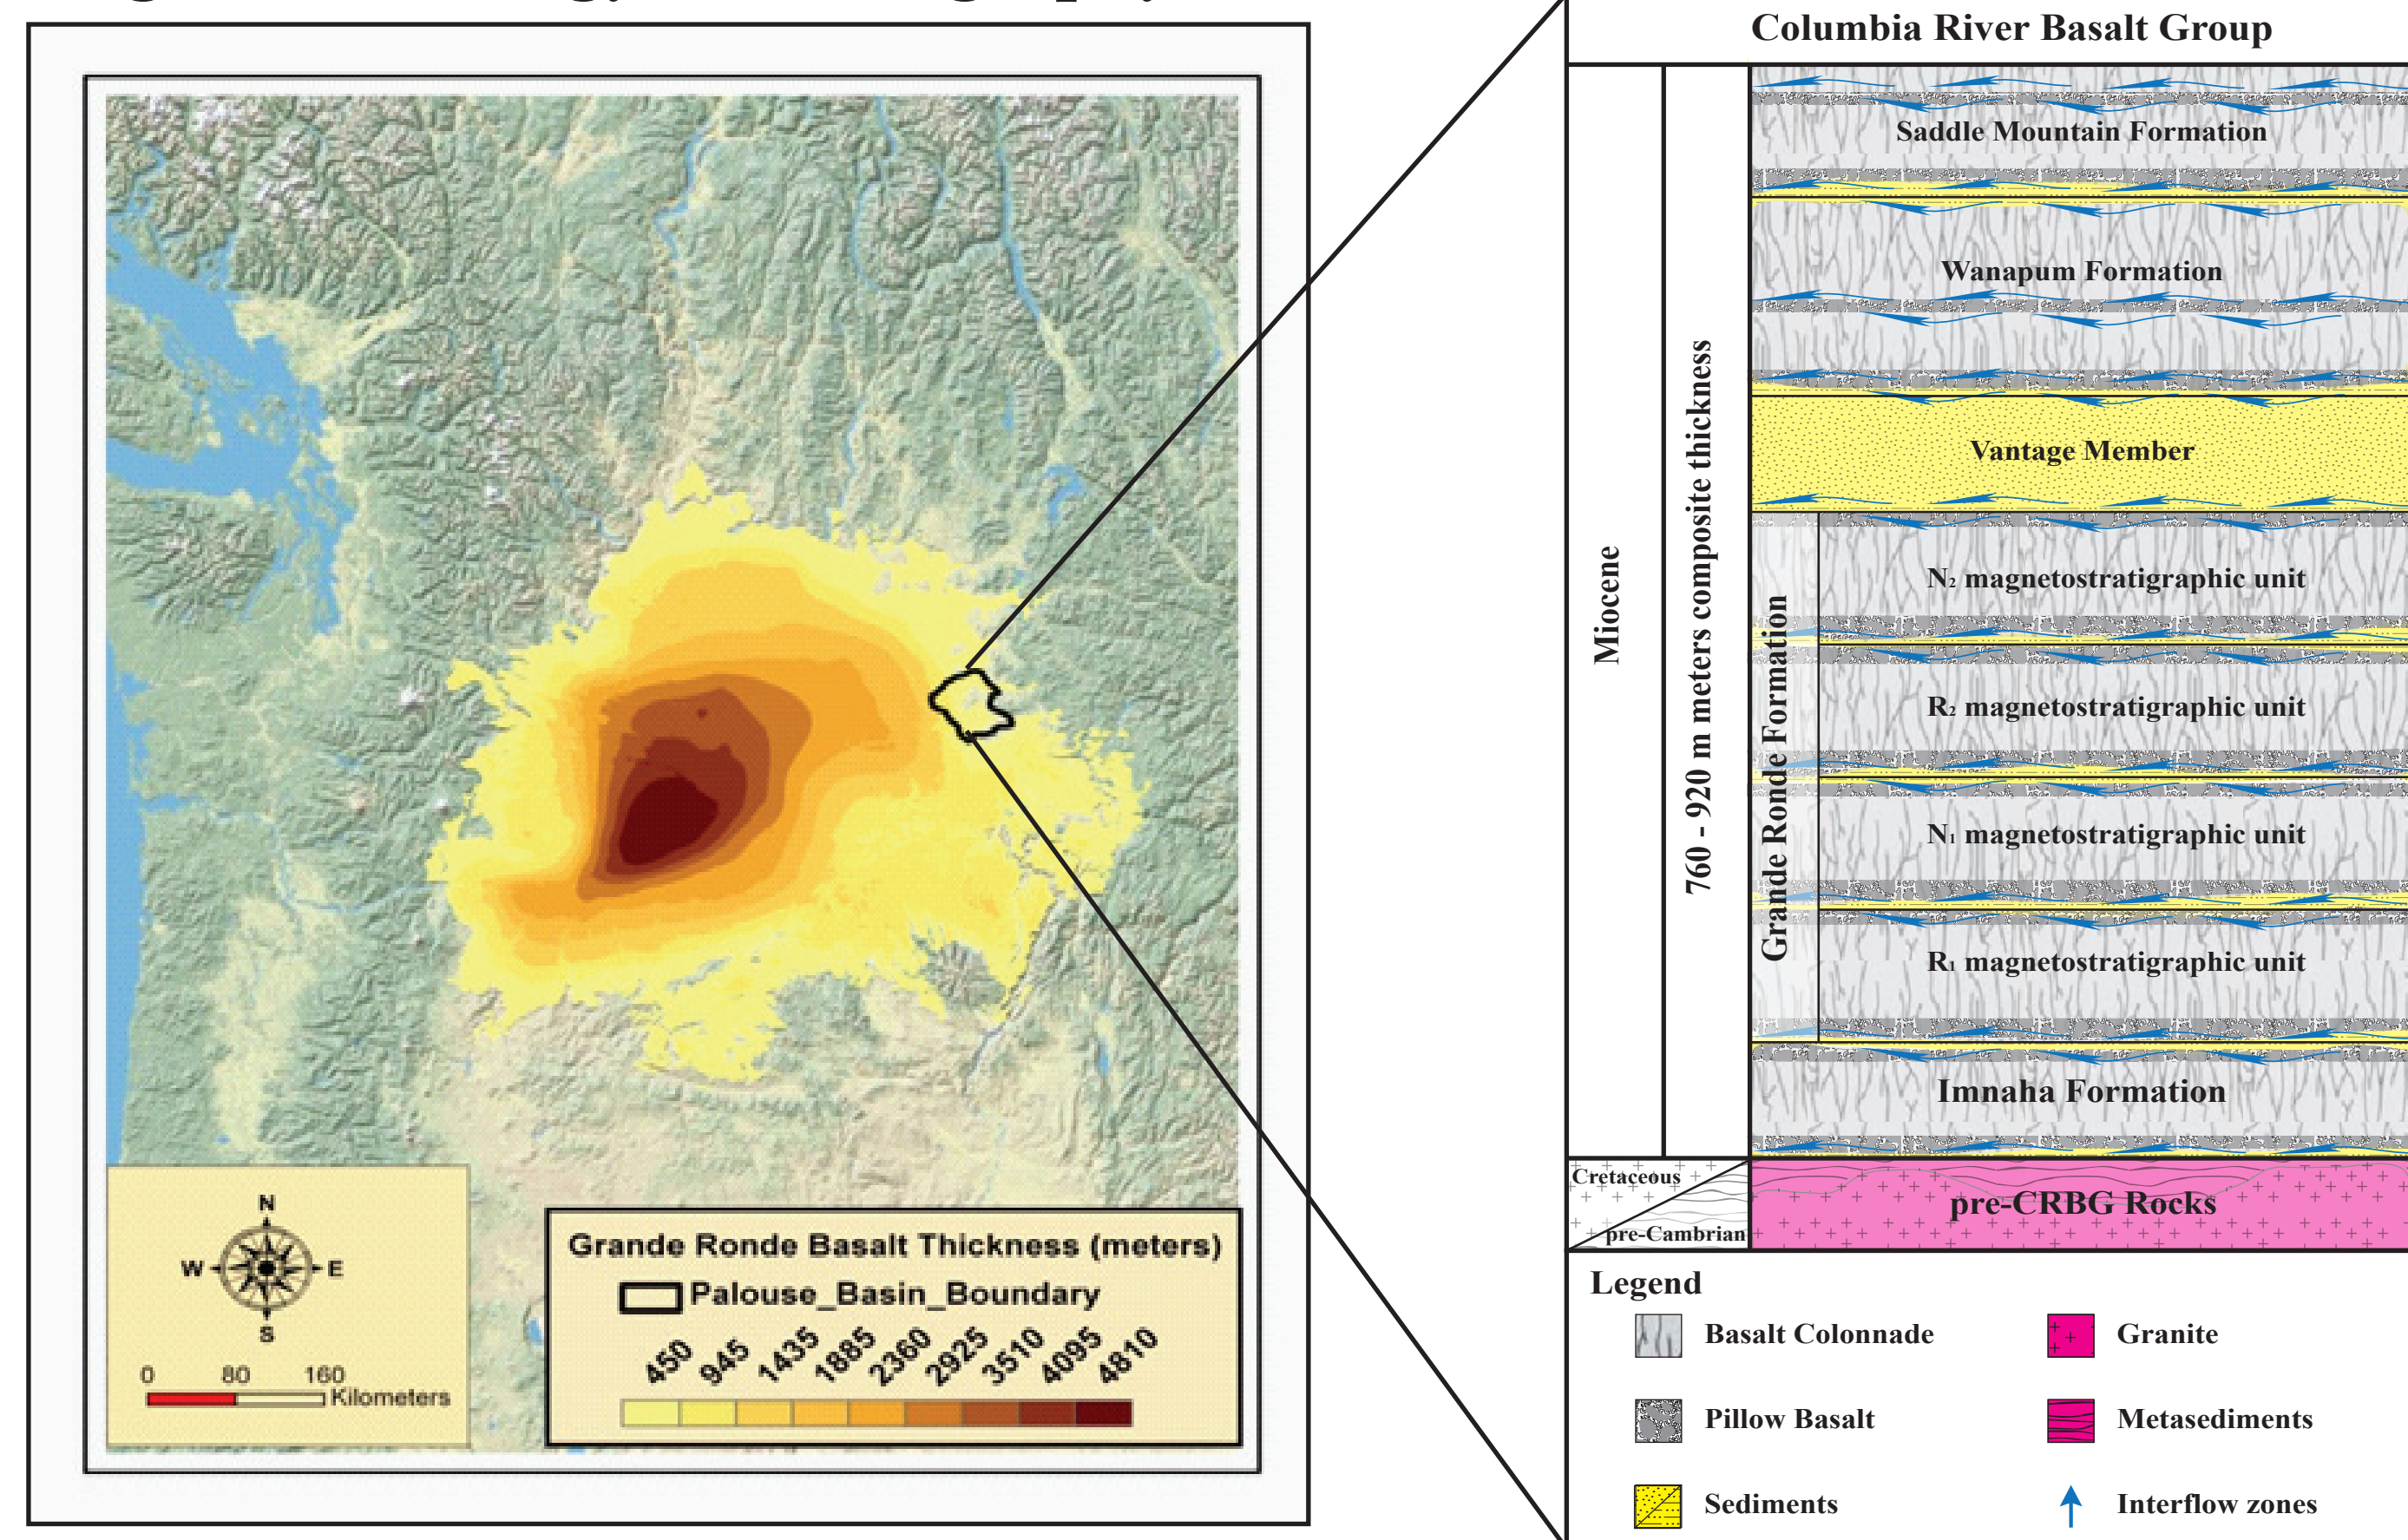 N
W
E
S
0 80 160
Kilometers
Grande Ronde Basalt Thickness (meters)
Palouse_Basin_Boundary
450 945 1435 1885 2360 2925 3510 4095 4810
Columbia River Basalt Group
Miocene
760 - 920 m meters composite thickness
Saddle Mountain Formation
Wanapum Formation
Vantage Member
Grande Ronde Formation
N₂ magnetostratigraphic unit
R₂ magnetostratigraphic unit
N₁ magnetostratigraphic unit
R₁ magnetostratigraphic unit
Imnaha Formation
Cretaceous
pre-Cambrian
pre-CRBG Rocks
Legend
Basalt Colonnade
Granite
Pillow Basalt
Metasediments
Sediments
Interflow zones